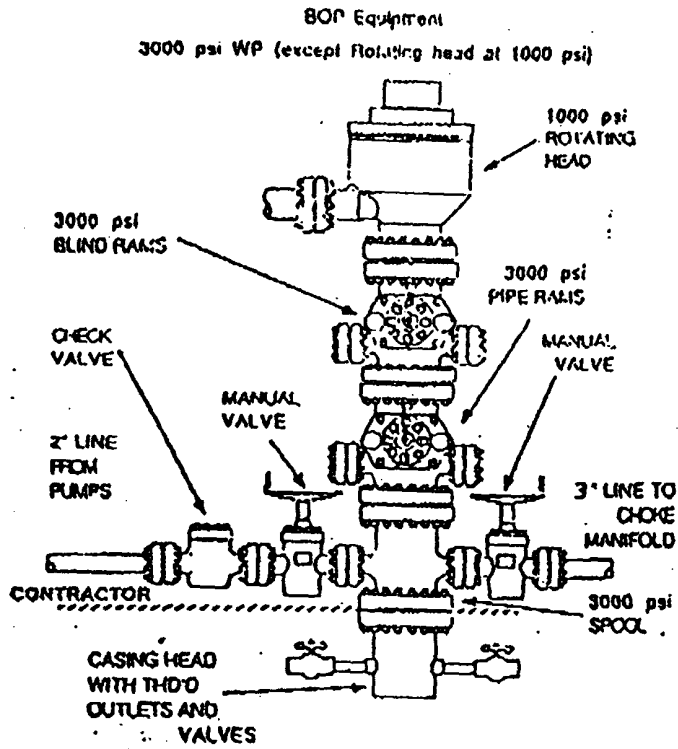 BOP Equipment
3000 psi WP (except Rotating head at 1000 psi)
1000 psi
ROTATING
HEAD
3000 psi
BLIND RAMS
3000 psi
PIPE RAMS
CHECK
VALVE
MANUAL
VALVE
MANUAL
VALVE
2" LINE
FROM
PUMPS
3" LINE TO
CHOKE
MANIFOLD
CONTRACTOR
3000 psi
SPOOL
CASING HEAD
WITH THD'D
OUTLETS AND
VALVES